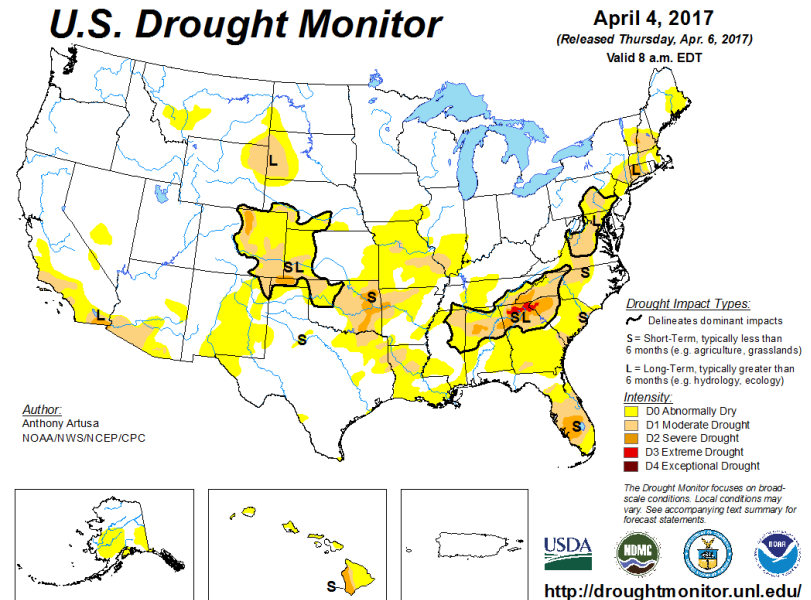 U.S. Drought Monitor
April 4, 2017
(Released Thursday, Apr. 6, 2017)
Valid 8 a.m. EDT
L
L
L
S L
S
S
L
S
S L
S
S
Drought Impact Types:
Delineates dominant impacts
S = Short-Term, typically less than
6 months (e.g. agriculture, grasslands)
L = Long-Term, typically greater than
6 months (e.g. hydrology, ecology)
Intensity:
D0 Abnormally Dry
D1 Moderate Drought
D2 Severe Drought
D3 Extreme Drought
D4 Exceptional Drought
Author:
Anthony Artusa
NOAA/NWS/NCEP/CPC
The Drought Monitor focuses on broad-
scale conditions. Local conditions may
vary. See accompanying text summary for
forecast statements.
S
USDA
NDMC
NOAA
http://droughtmonitor.unl.edu/